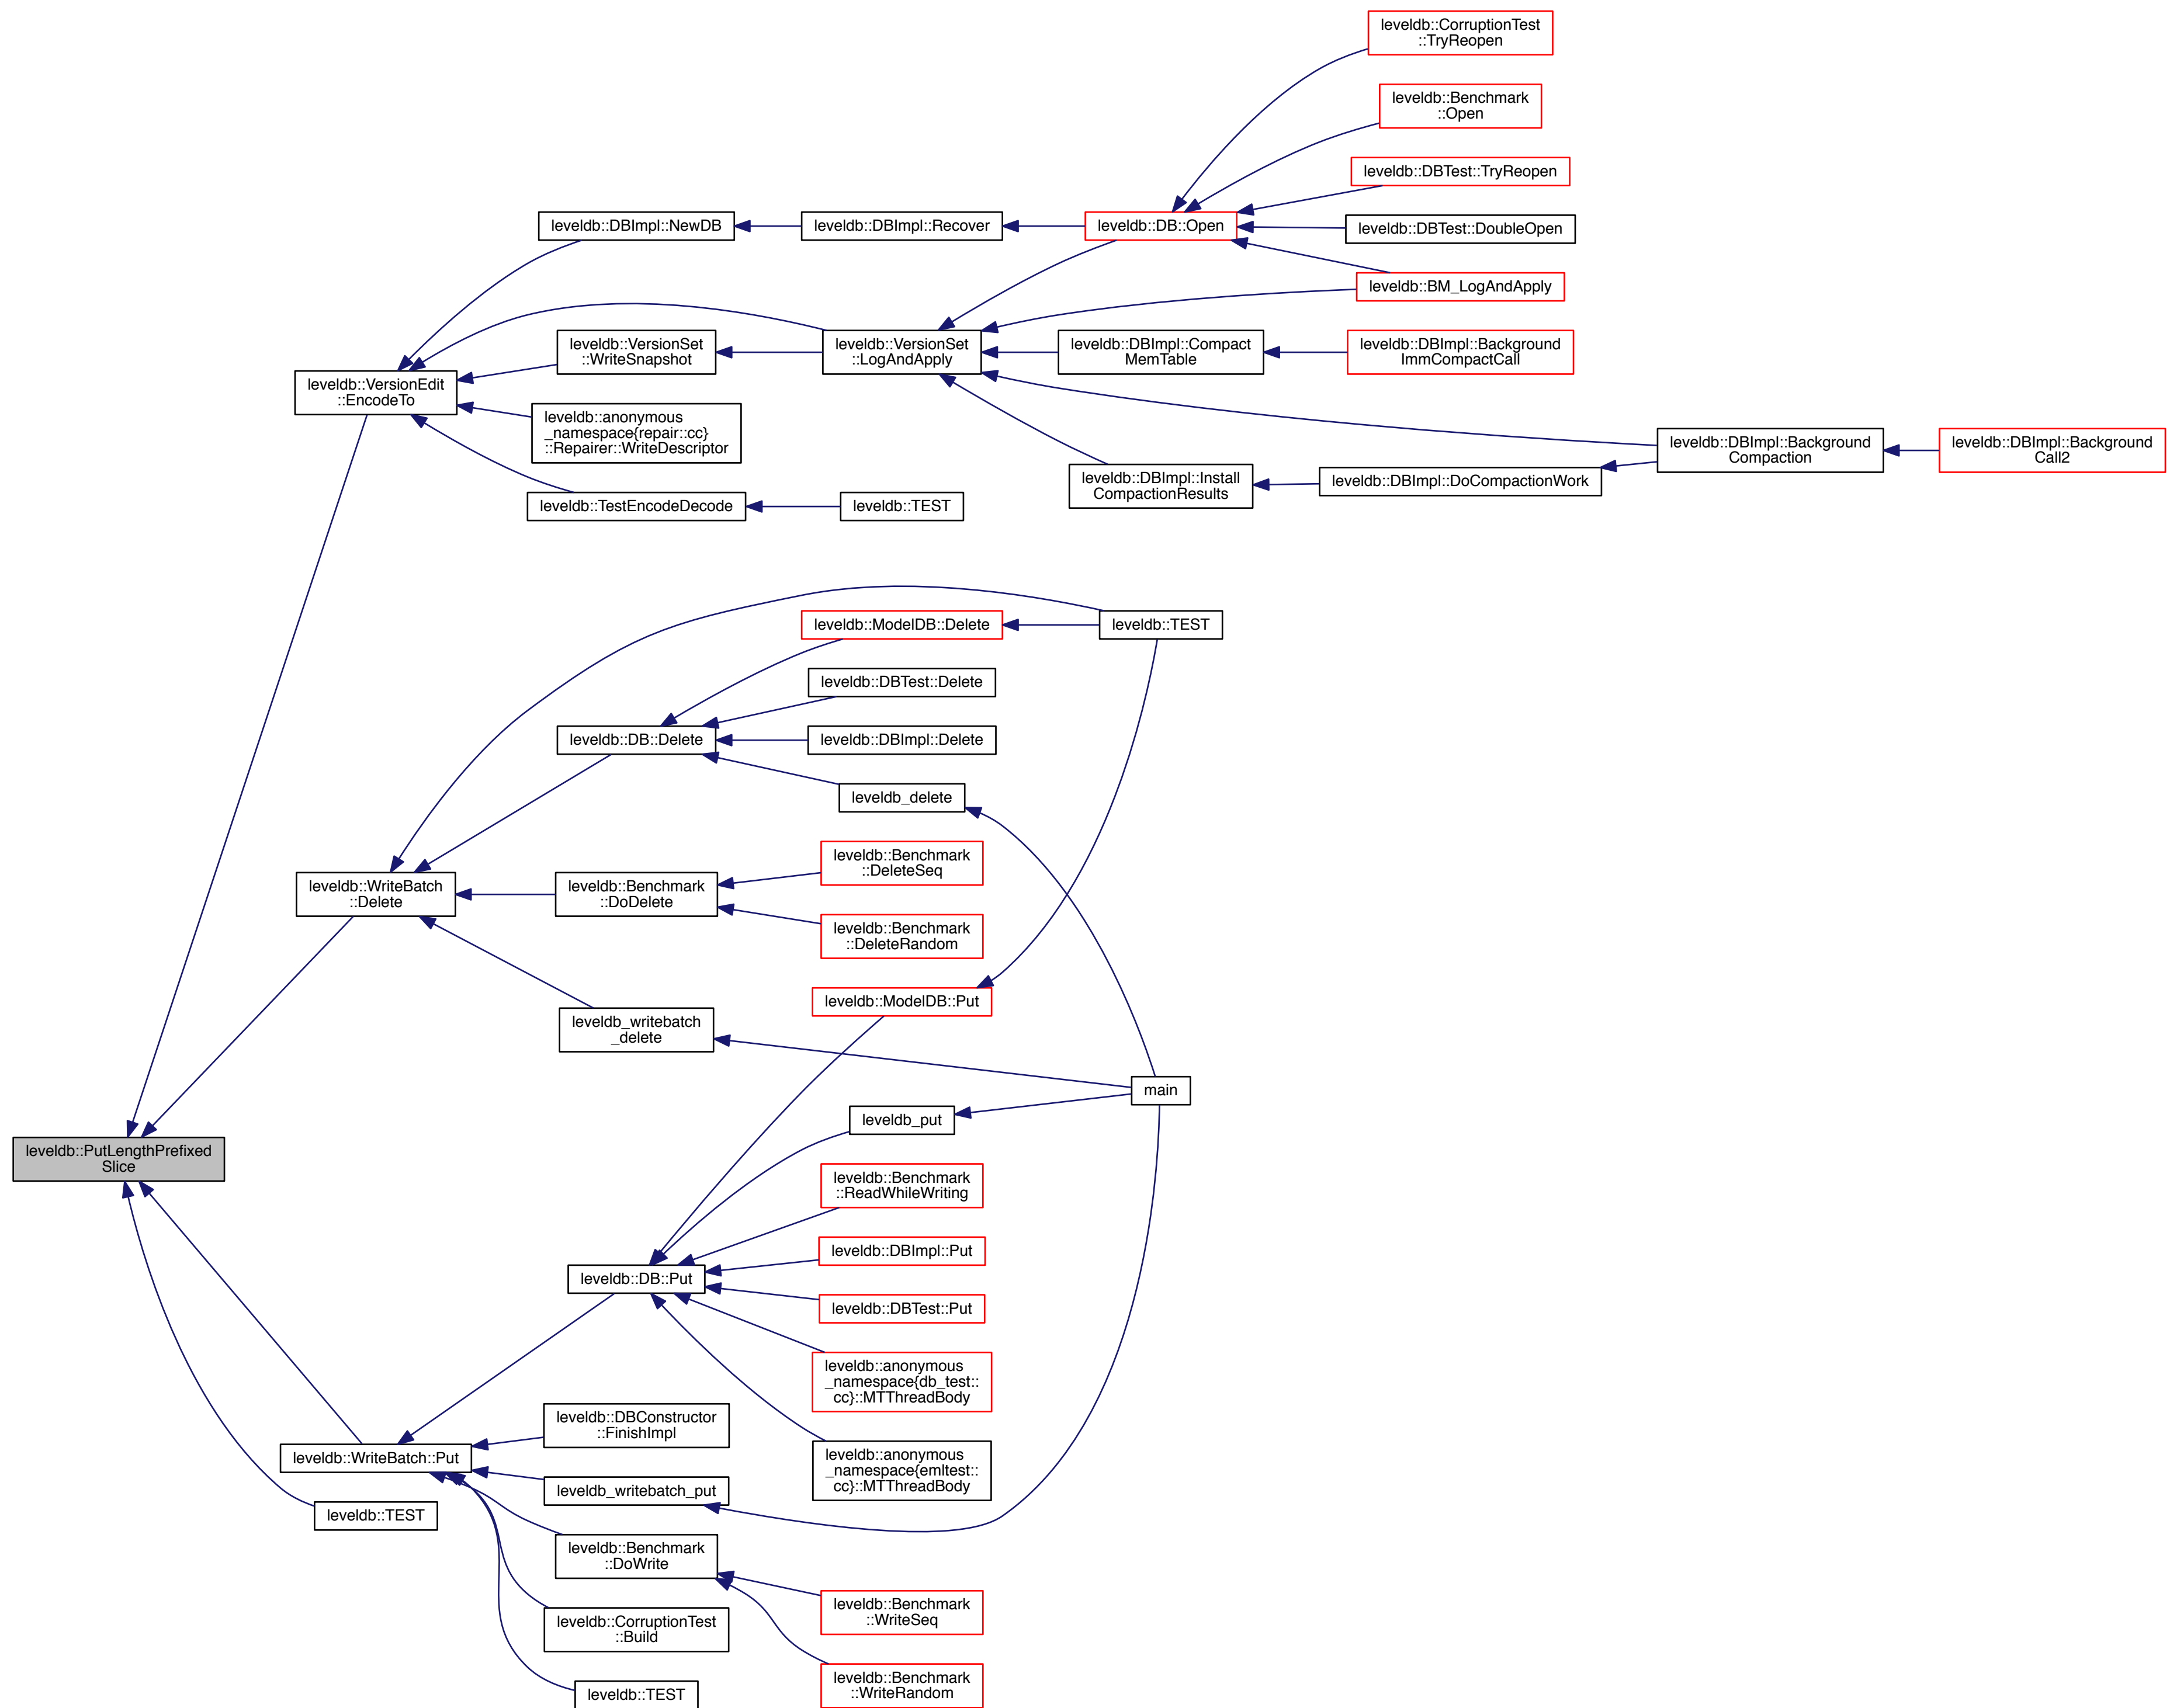 leveldb::CorruptionTest
::TryReopen
leveldb::Benchmark
::Open
leveldb::DBTest::TryReopen
leveldb::DBImpl::NewDB
leveldb::DBImpl::Recover
leveldb::DB::Open
leveldb::DBTest::DoubleOpen
leveldb::BM_LogAndApply
leveldb::VersionSet
::WriteSnapshot
leveldb::VersionSet
::LogAndApply
leveldb::DBImpl::Compact
MemTable
leveldb::DBImpl::Background
ImmCompactCall
leveldb::VersionEdit
::EncodeTo
leveldb::anonymous
_namespace{repair::cc}
::Repairer::WriteDescriptor
leveldb::DBImpl::Background
Compaction
leveldb::DBImpl::Background
Call2
leveldb::DBImpl::Install
CompactionResults
leveldb::DBImpl::DoCompactionWork
leveldb::TestEncodeDecode
leveldb::TEST
leveldb::ModelDB::Delete
leveldb::TEST
leveldb::DBTest::Delete
leveldb::DB::Delete
leveldb::DBImpl::Delete
leveldb_delete
leveldb::Benchmark
::DeleteSeq
leveldb::WriteBatch
::Delete
leveldb::Benchmark
::DoDelete
leveldb::Benchmark
::DeleteRandom
leveldb::ModelDB::Put
leveldb_writebatch
_delete
main
leveldb_put
leveldb::PutLengthPrefixed
Slice
leveldb::Benchmark
::ReadWhileWriting
leveldb::DBImpl::Put
leveldb::DB::Put
leveldb::DBTest::Put
leveldb::anonymous
_namespace{db_test::
cc}::MTThreadBody
leveldb::DBConstructor
::FinishImpl
leveldb::WriteBatch::Put
leveldb::anonymous
_namespace{emltest::
cc}::MTThreadBody
leveldb_writebatch_put
leveldb::TEST
leveldb::Benchmark
::DoWrite
leveldb::Benchmark
::WriteSeq
leveldb::CorruptionTest
::Build
leveldb::Benchmark
::WriteRandom
leveldb::TEST